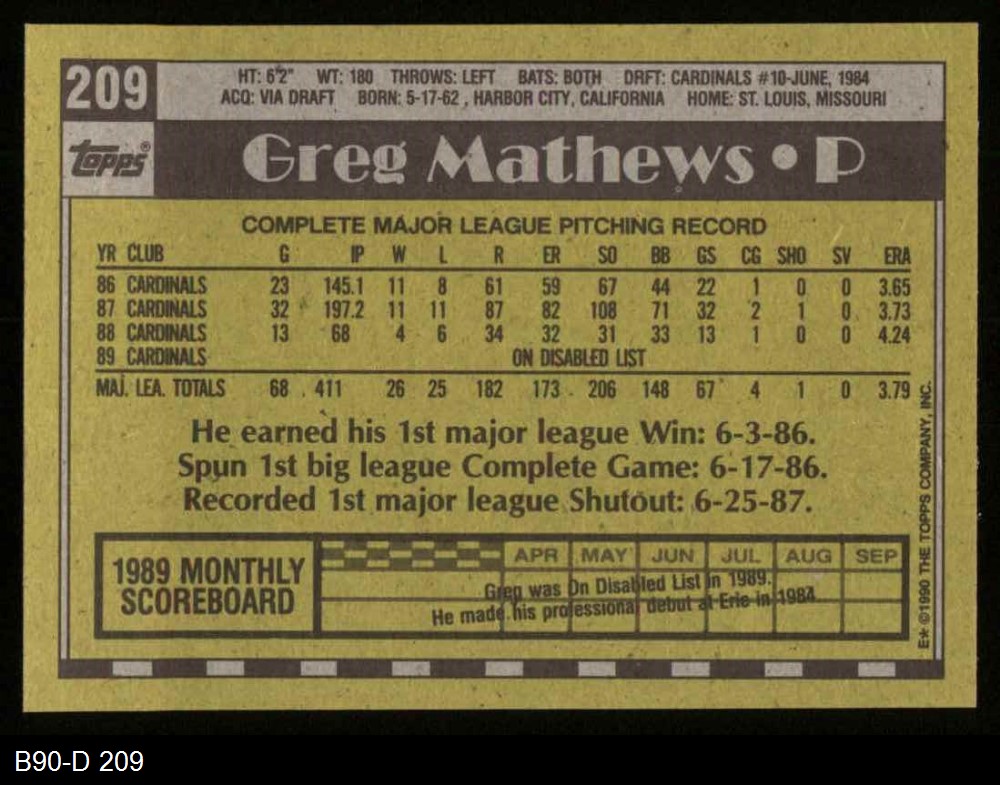 209
HT: 6'2" WT: 180 THROWS: LEFT BATS: BOTH DRFT: CARDINALS #10-JUNE, 1984
ACQ: VIA DRAFT BORN: 5-17-62, HARBOR CITY, CALIFORNIA HOME: ST. LOUIS, MISSOURI
topps® Greg Mathews • P
COMPLETE MAJOR LEAGUE PITCHING RECORD
YR CLUB G IP W L R ER SO BB GS CG SHO SV ERA
86 CARDINALS 23 145.1 11 8 61 59 67 44 22 1 0 0 3.65
87 CARDINALS 32 197.2 11 11 87 82 108 71 32 2 1 0 3.73
88 CARDINALS 13 68 4 6 34 32 31 33 13 1 0 0 4.24
89 CARDINALS ON DISABLED LIST
MAJ. LEA. TOTALS 68 411 26 25 182 173 206 148 67 4 1 0 3.79
He earned his 1st major league Win: 6-3-86.
Spun 1st big league Complete Game: 6-17-86.
Recorded 1st major league Shutout: 6-25-87.
1989 MONTHLY
SCOREBOARD
APR MAY JUN JUL AUG SEP
Greg was On Disabled List in 1989.
He made his professional debut at Erie in 1984.
E* ©1990 THE TOPPS COMPANY, INC.
B90-D 209